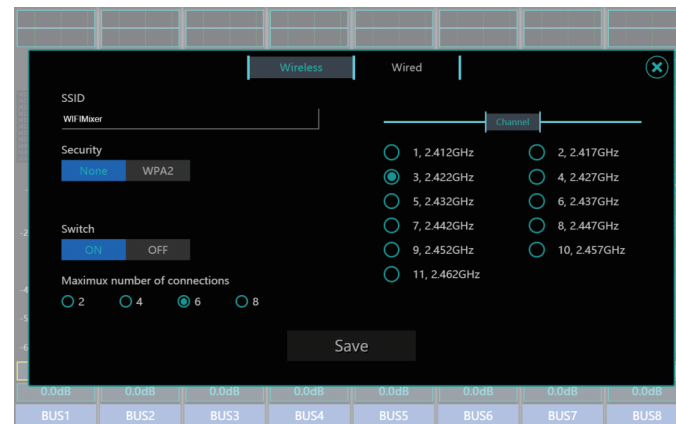 Wireless
Wired
SSID
WIFIMixer
Security
None
WPA2
Switch
ON
OFF
Maximux number of connections
2
4
6
8
Channel
1, 2.412GHz
2, 2.417GHz
3, 2.422GHz
4, 2.427GHz
5, 2.432GHz
6, 2.437GHz
7, 2.442GHz
8, 2.447GHz
9, 2.452GHz
10, 2.457GHz
11, 2.462GHz
Save
-2
-4
-5
-6
0.0dB 0.0dB 0.0dB 0.0dB 0.0dB 0.0dB 0.0dB 0.0dB
BUS1 BUS2 BUS3 BUS4 BUS5 BUS6 BUS7 BUS8